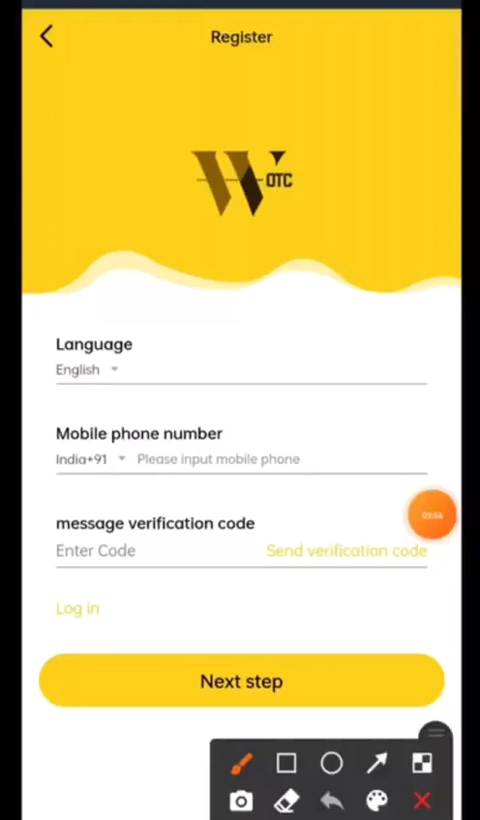 Register
W OTC
Language
English
Mobile phone number
India+91 Please input mobile phone
message verification code
Enter Code Send verification code
Log in
Next step